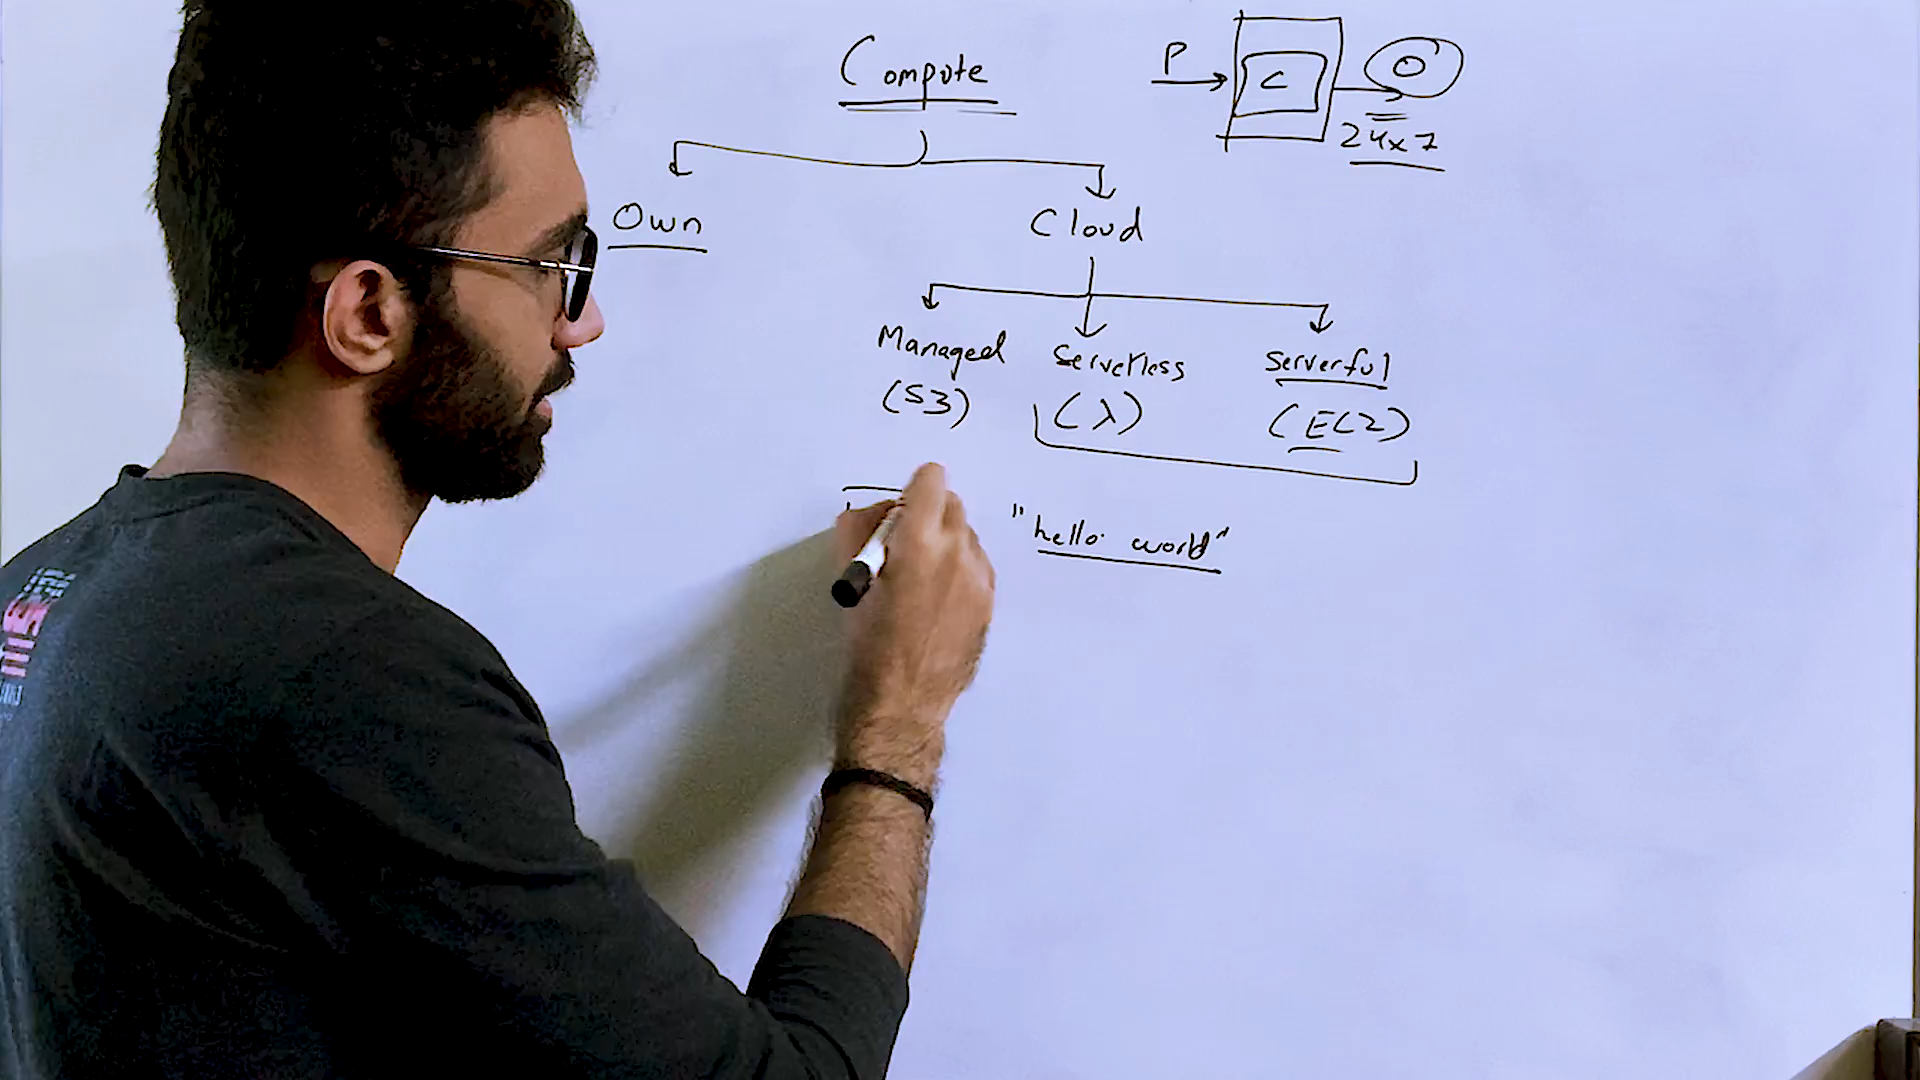 Compute
P
C
O
24x7
Own
Cloud
Managed
Serverless
Serverful
(S3)
(λ)
(EC2)
"hello world"